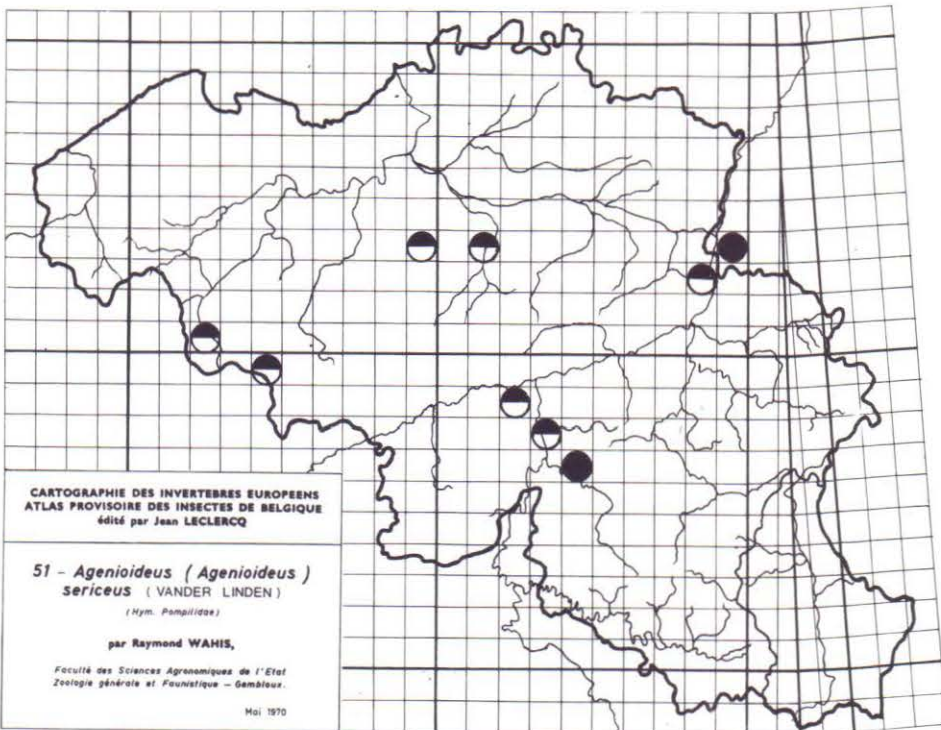 CARTOGRAPHIE DES INVERTEBRES EUROPEENS
ATLAS PROVISOIRE DES INSECTES DE BELGIQUE
édité par Jean LECLERCQ
51 - Agenioideus (Agenioideus)
sericeus (VANDER LINDEN)
(Hym. Pompilidae)
par Raymond WAHIS,
Faculté des Sciences Agronomiques de l'Etat
Zoologie générale et Faunistique - Gembloux.
Mai 1970